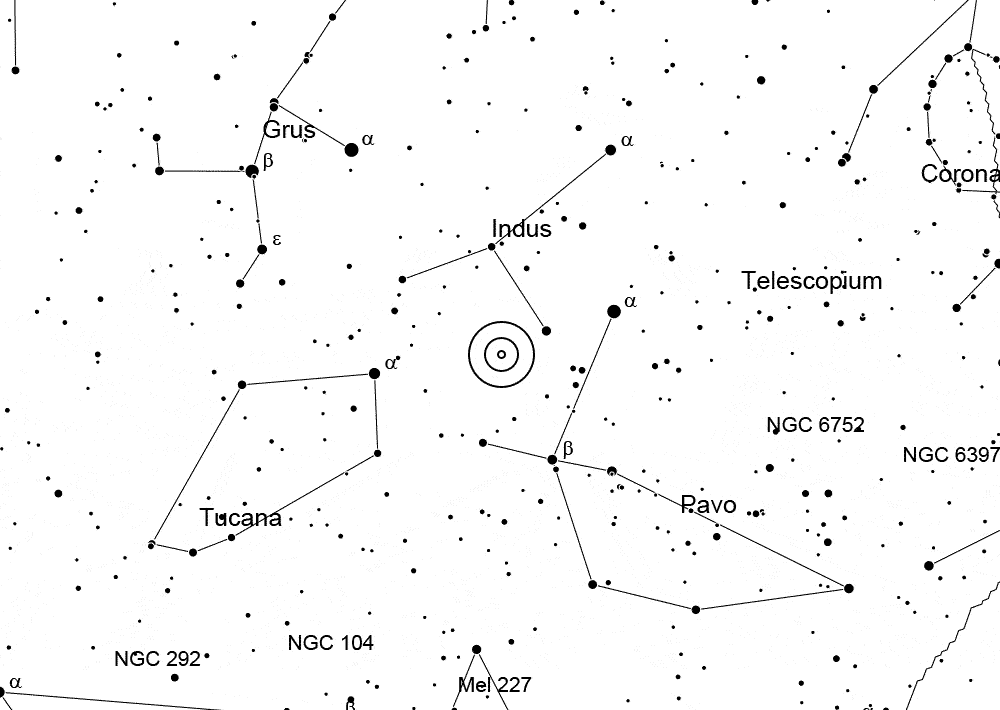 Grus
α
β
α
Corona
ε
Indus
Telescopium
α
α
NGC 6752
β
NGC 6397
Pavo
Tucana
NGC 104
NGC 292
α
Mel 227
β
α